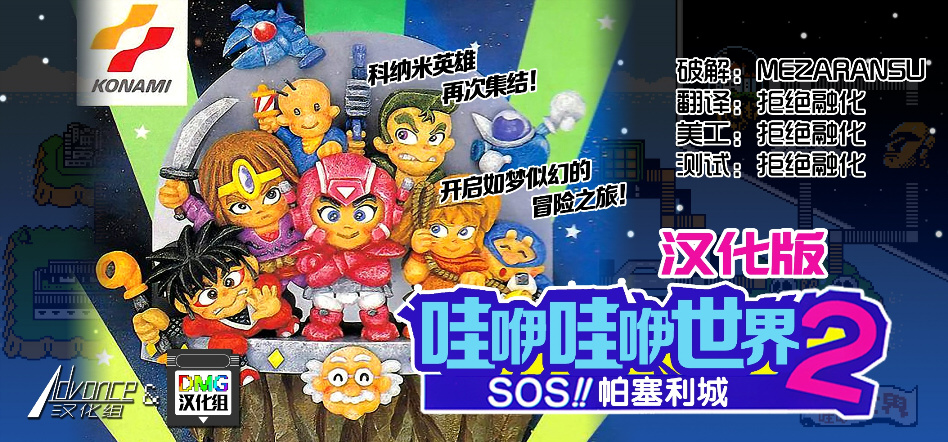 KONAMI
科纳米英雄
再次集结!
开启如梦似幻的
冒险之旅!
破解:MEZARANSU
翻译:拒绝融化
美工:拒绝融化
测试:拒绝融化
汉化版
哇咿哇咿世界2
SOS!!帕塞利城
Advance
汉化组
&
DMG
汉化组